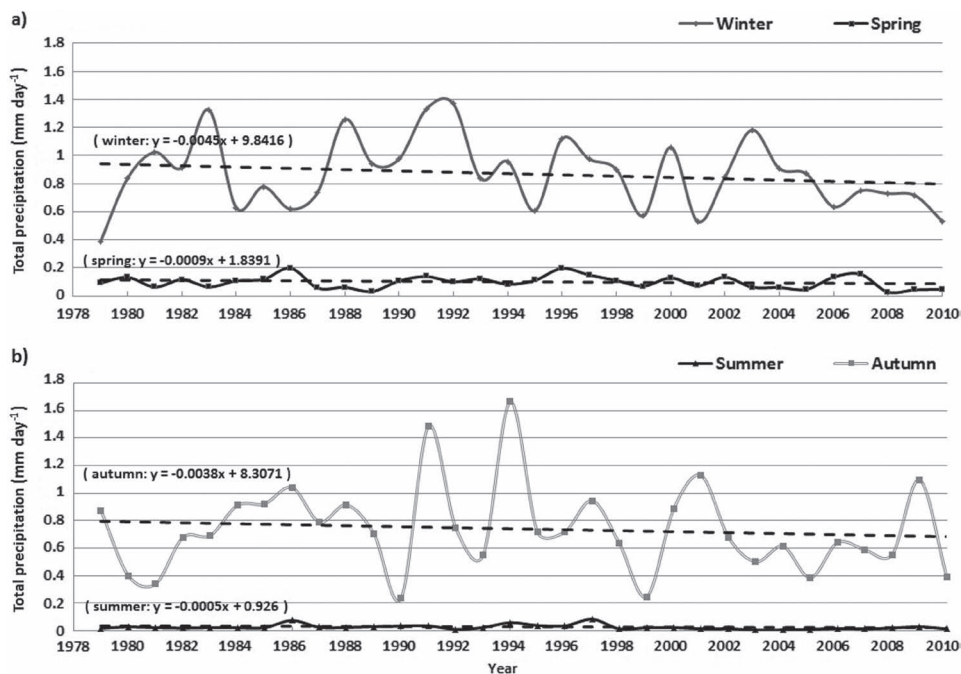 a)
Winter Spring
1.8
1.6
1.4
1.2
1
0.8
0.6
0.4
0.2
0
Total precipitation (mm day-1)
( winter: y = -0.0045x + 9.8416 )
( spring: y = -0.0009x + 1.8391 )
1978 1980 1982 1984 1986 1988 1990 1992 1994 1996 1998 2000 2002 2004 2006 2008 2010
b)
Summer Autumn
1.8
1.6
1.4
1.2
1
0.8
0.6
0.4
0.2
0
Total precipitation (mm day-1)
( autumn: y = -0.0038x + 8.3071 )
( summer: y = -0.0005x + 0.926 )
1978 1980 1982 1984 1986 1988 1990 1992 1994 1996 1998 2000 2002 2004 2006 2008 2010
Year